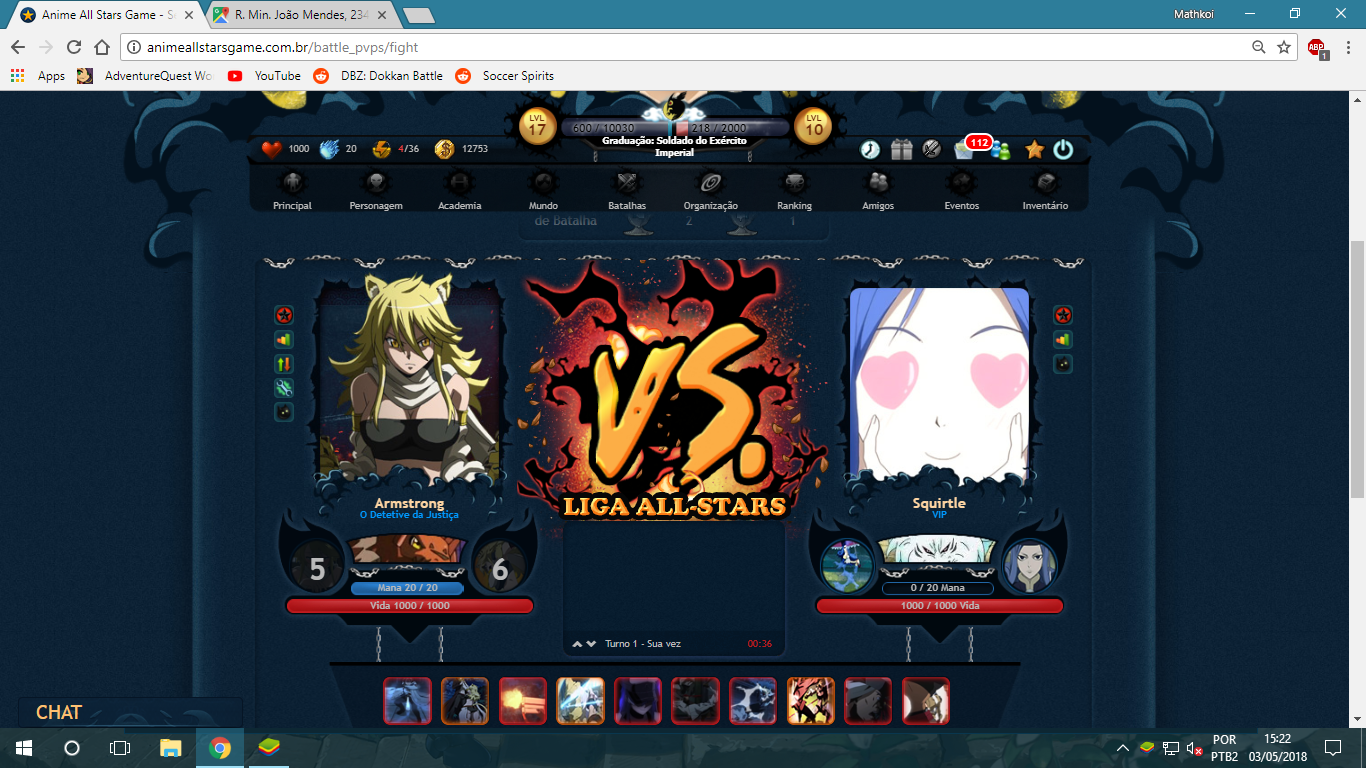 Anime All Stars Game - S
R. Min. João Mendes, 234
Mathkoi
animeallstarsgame.com.br/battle_pvps/fight
ABP
1
Apps
AdventureQuest Wo
YouTube
DBZ: Dokkan Battle
Soccer Spirits
LVL
17
600 / 10030
218 / 2000
LVL
10
Graduação: Soldado do Exército
Imperial
1000
20
4/36
12753
112
Principal
Personagem
Academia
Mundo
Batalhas
Organização
Ranking
Amigos
Eventos
Inventário
de Batalha
2
1
VS.
LIGA ALL-STARS
Armstrong
O Detetive da Justiça
Squirtle
VIP
5
6
Mana 20 / 20
Vida 1000 / 1000
0 / 20 Mana
1000 / 1000 Vida
Turno 1 - Sua vez
00:36
CHAT
POR
PTB2
15:22
03/05/2018